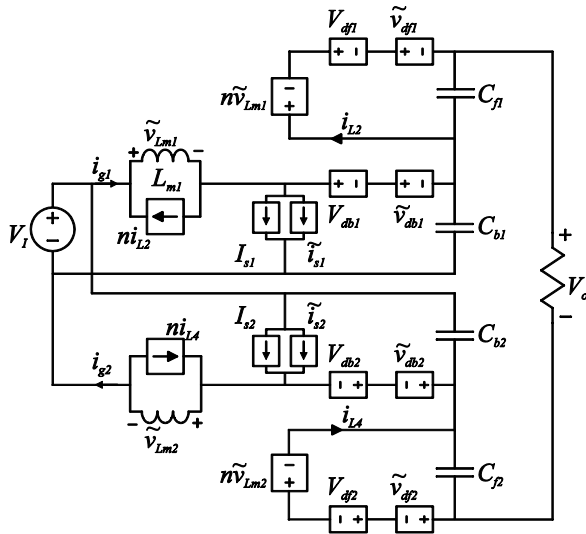 V_df1 ṽ_df1
+ − + −
nṽ_Lm1 − +
C_f1
i_L2
ṽ_Lm1
+ −
i_g1
L_m1
ni_L2
+ − + −
V_db1 ṽ_db1
V_I + −
I_s1 ĩ_s1
C_b1
+
V_o
−
I_s2 ĩ_s2
C_b2
ni_L4
V_db2 ṽ_db2
− + − +
i_g2
− +
ṽ_Lm2
i_L4
nṽ_Lm2 − +
C_f2
V_df2 ṽ_df2
− + − +